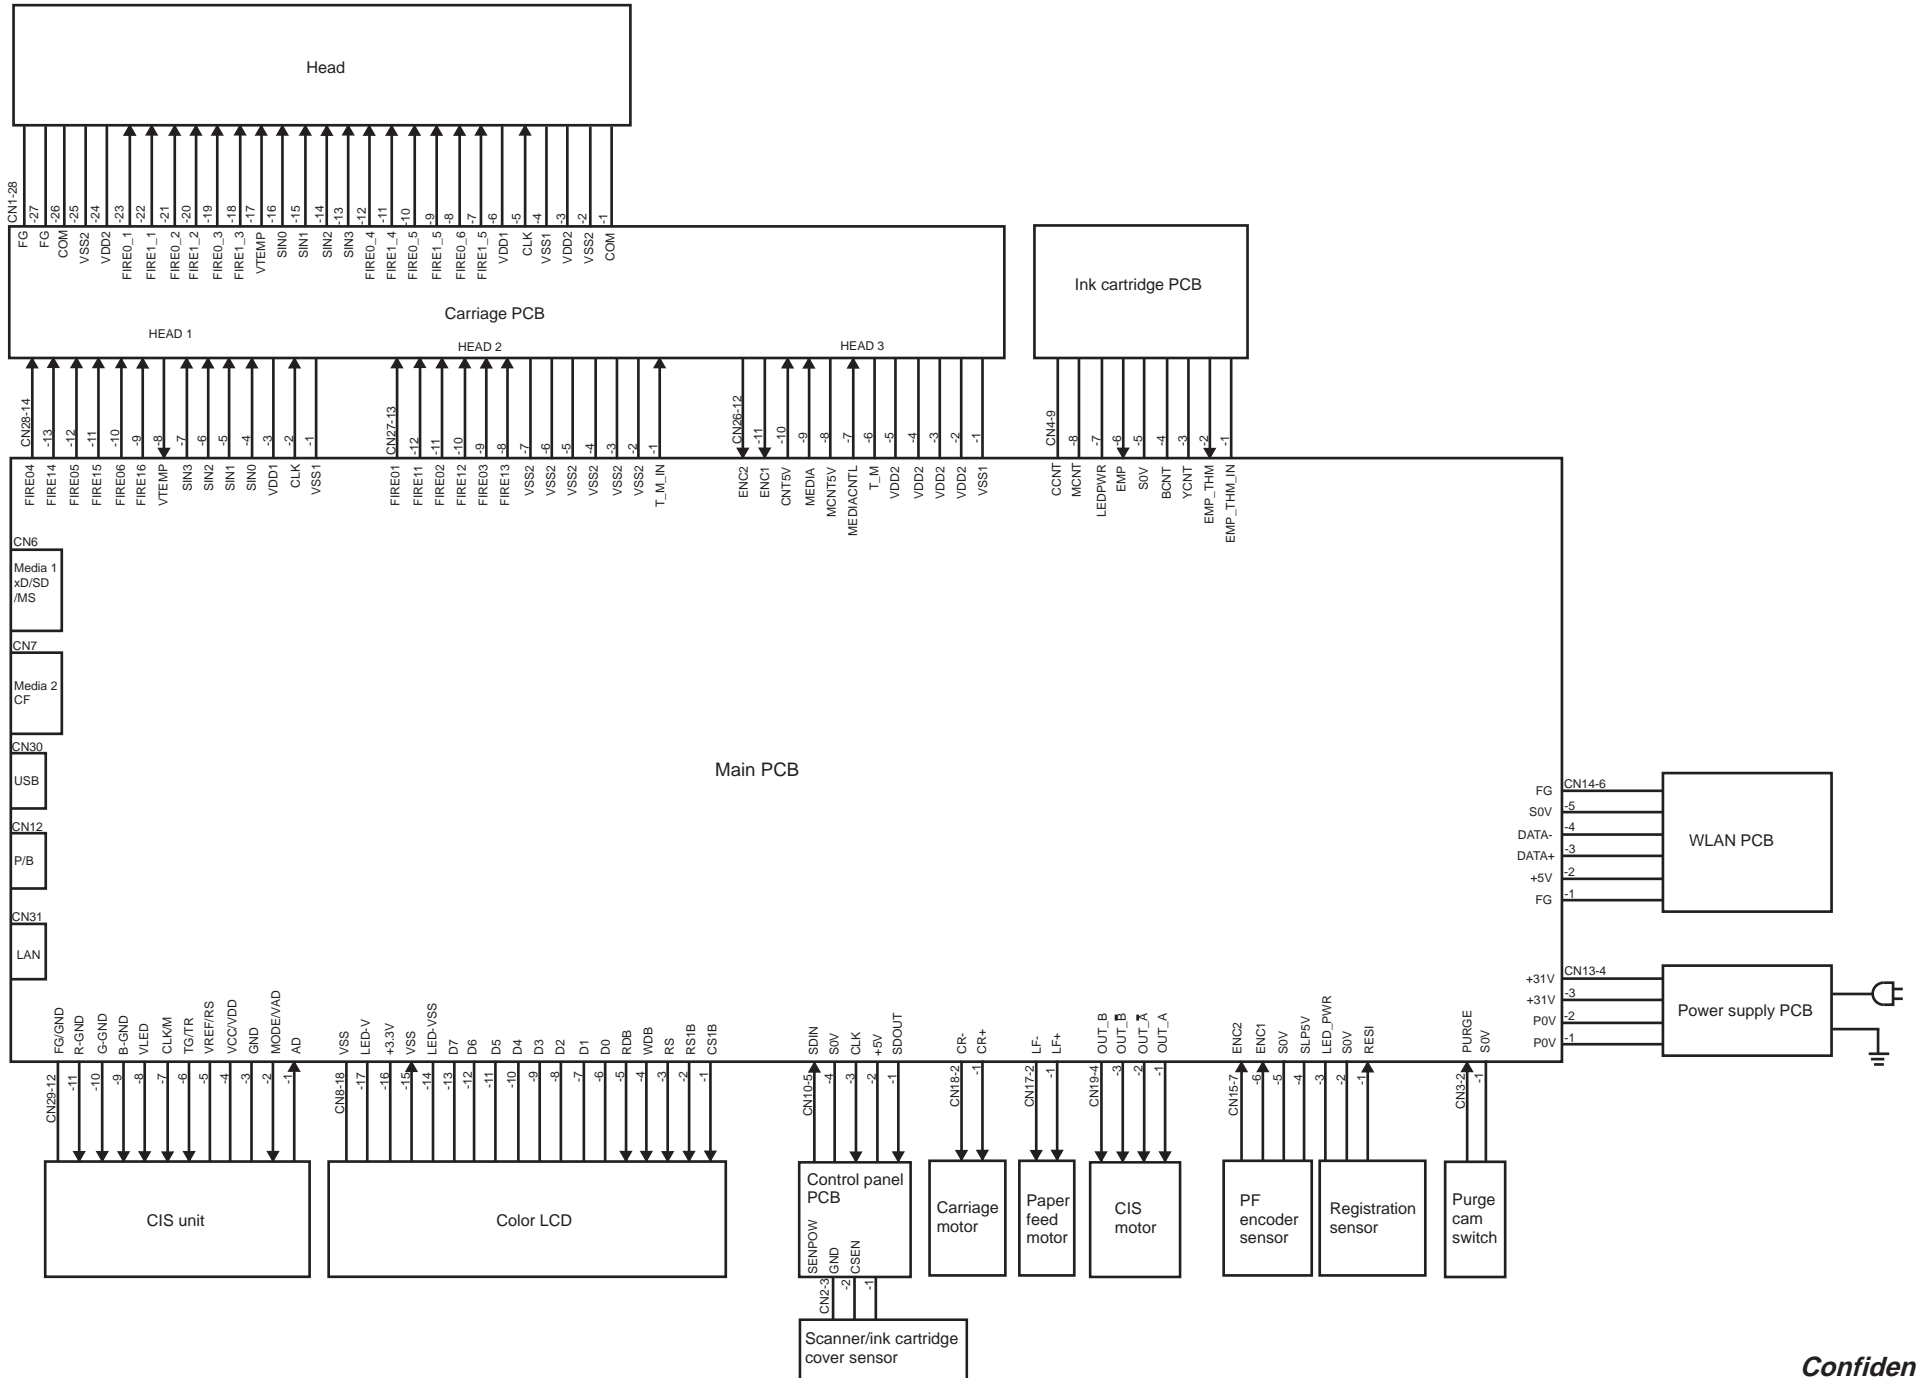 Head
CN1-28 -27 -26 -25 -24 -23 -22 -21 -20 -19 -18 -17 -16 -15 -14 -13 -12 -11 -10 -9 -8 -7 -6 -5 -4 -3 -2 -1
FG FG COM VSS2 VDD2 FIRE0_1 FIRE1_1 FIRE0_2 FIRE1_2 FIRE0_3 FIRE1_3 VTEMP SIN0 SIN1 SIN2 SIN3 FIRE0_4 FIRE1_4 FIRE0_5 FIRE1_5 FIRE0_6 FIRE1_5 VDD1 CLK VSS1 VDD2 VSS2 COM
Carriage PCB
HEAD 1
HEAD 2
HEAD 3
Ink cartridge PCB
CN28-14 -13 -12 -11 -10 -9 -8 -7 -6 -5 -4 -3 -2 -1
FIRE04 FIRE14 FIRE05 FIRE15 FIRE06 FIRE16 VTEMP SIN3 SIN2 SIN1 SIN0 VDD1 CLK VSS1
CN27-13 -12 -11 -10 -9 -8 -7 -6 -5 -4 -3 -2 -1
FIRE01 FIRE11 FIRE02 FIRE12 FIRE03 FIRE13 VSS2 VSS2 VSS2 VSS2 VSS2 VSS2 T_M_IN
CN26-12 -11 -10 -9 -8 -7 -6 -5 -4 -3 -2 -1
ENC2 ENC1 CNT5V MEDIA MCNT5V MEDIACNTL T_M VDD2 VDD2 VDD2 VDD2 VSS1
CN4-9 -8 -7 -6 -5 -4 -3 -2 -1
CCNT MCNT LEDPWR EMP S0V BCNT YCNT EMP_THM EMP_THM_IN
CN6
Media 1
xD/SD
/MS
CN7
Media 2
CF
CN30
USB
CN12
P/B
CN31
LAN
Main PCB
FG CN14-6
S0V -5
DATA- -4
DATA+ -3
+5V -2
FG -1
WLAN PCB
+31V CN13-4
+31V -3
P0V -2
P0V -1
Power supply PCB
FG/GND R-GND G-GND B-GND VLED CLK/M TG/TR VREF/RS VCC/VDD GND MODE/VAD AD
CN29-12 -11 -10 -9 -8 -7 -6 -5 -4 -3 -2 -1
CIS unit
VSS LED-V +3.3V VSS LED-VSS D7 D6 D5 D4 D3 D2 D1 D0 RDB WDB RS RS1B CS1B
CN8-18 -17 -16 -15 -14 -13 -12 -11 -10 -9 -8 -7 -6 -5 -4 -3 -2 -1
Color LCD
SDIN S0V CLK +5V SDOUT
CN10-5 -4 -3 -2 -1
Control panel
PCB
SENPOW GND CSEN
CN2-3 -2 -1
Scanner/ink cartridge
cover sensor
CR- CR+
CN18-2 -1
Carriage
motor
LF- LF+
CN17-2 -1
Paper
feed
motor
OUT_B OUT_B̅ OUT_A̅ OUT_A
CN19-4 -3 -2 -1
CIS
motor
ENC2 ENC1 S0V SLP5V LED_PWR S0V RESI
CN15-7 -6 -5 -4 -3 -2 -1
PF
encoder
sensor
Registration
sensor
PURGE S0V
CN3-2 -1
Purge
cam
switch
Confiden